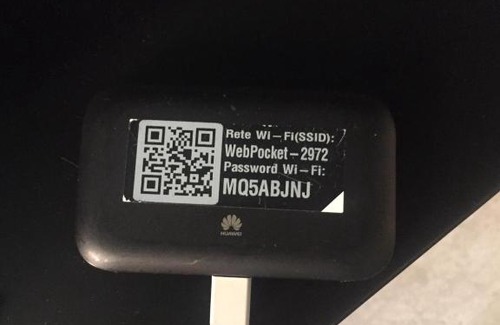 Rete Wi-Fi(SSID):
WebPocket-2972
Password Wi-Fi:
MQ5ABJNJ
HUAWEI